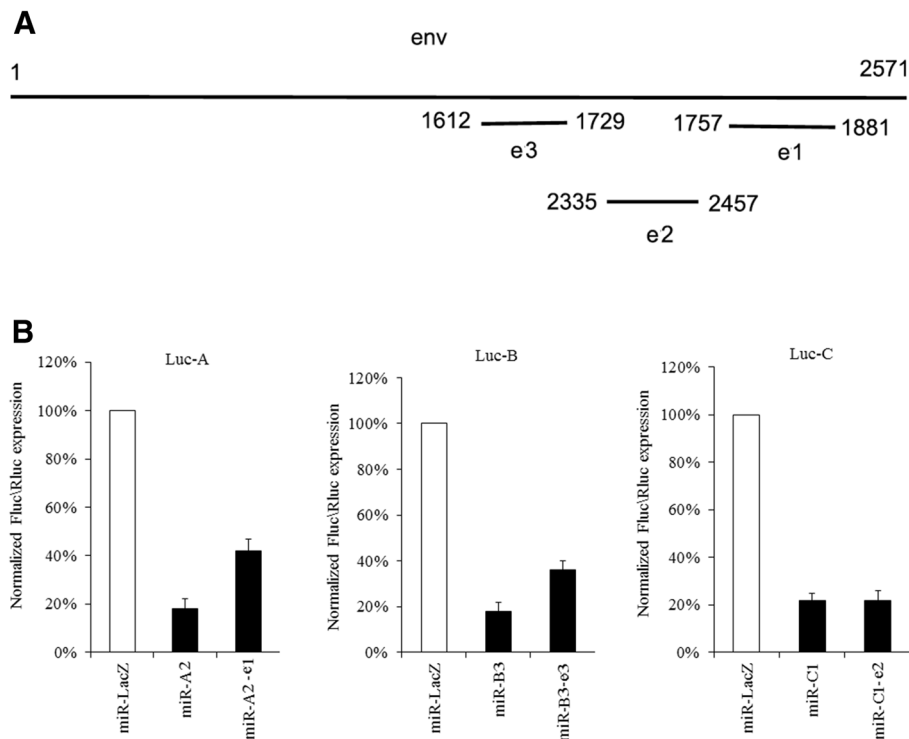 A
env
1
2571
1612
1729
1757
1881
e3
e1
2335
2457
e2
B
Luc-A
Normalized Fluc\Rluc expression
120%
100%
80%
60%
40%
20%
0%
miR-LacZ
miR-A2
miR-A2 -e1
Luc-B
Normalized Fluc\Rluc expression
120%
100%
80%
60%
40%
20%
0%
miR-LacZ
miR-B3
miR-B3-e3
Luc-C
Normalized Fluc\Rluc expression
120%
100%
80%
60%
40%
20%
0%
miR-LacZ
miR-C1
miR-C1- e2